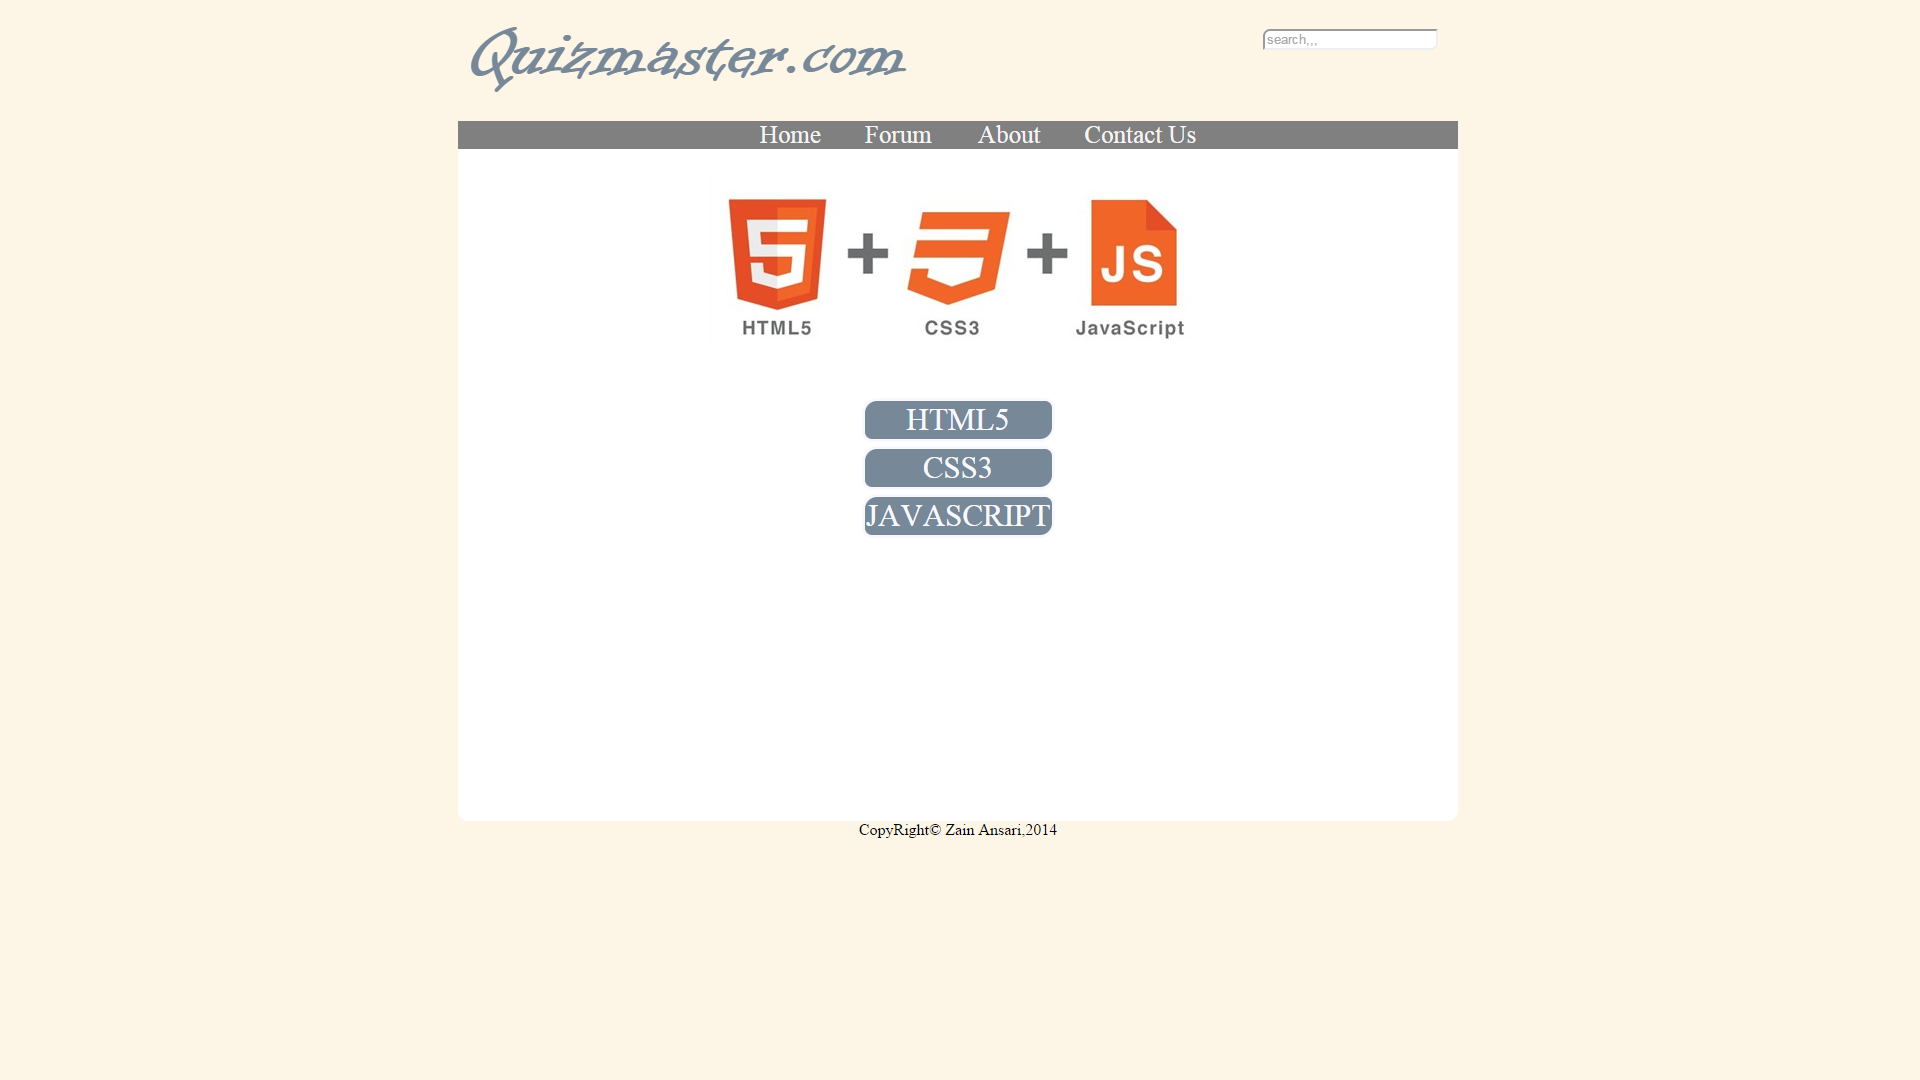 Quizmaster.com
search,,,
Home Forum About Contact Us
5 + 3 + JS
HTML5 CSS3 JavaScript
HTML5
CSS3
JAVASCRIPT
CopyRight© Zain Ansari,2014